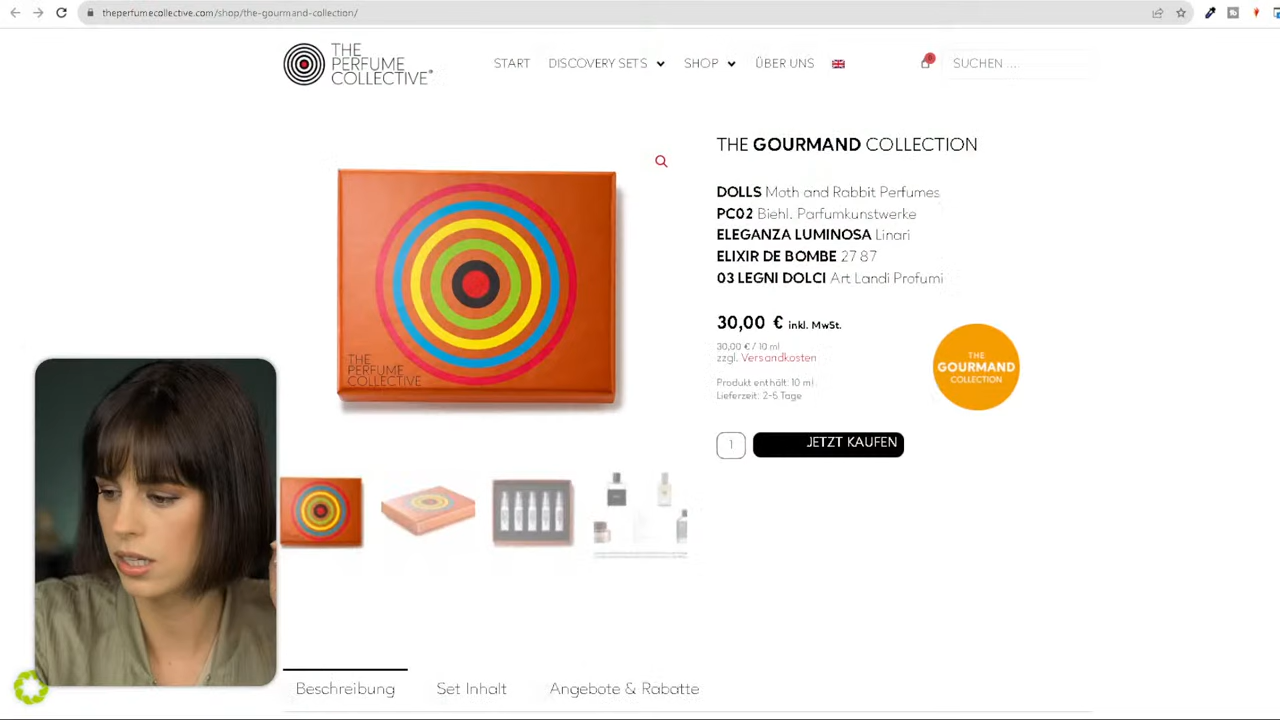 theperfumecollective.com/shop/the-gourmand-collection/
THE
PERFUME
COLLECTIVE®
START
DISCOVERY SETS
SHOP
ÜBER UNS
SUCHEN ...
THE GOURMAND COLLECTION
DOLLS Moth and Rabbit Perfumes
PC02 Biehl. Parfumkunstwerke
ELEGANZA LUMINOSA Linari
ELIXIR DE BOMBE 27 87
03 LEGNI DOLCI Art Landi Profumi
30,00 € inkl. MwSt.
30,00 € / 10 ml
zzgl. Versandkosten
Produkt enthält: 10 ml
Lieferzeit: 2-5 Tage
THE
GOURMAND
COLLECTION
1
JETZT KAUFEN
THE
PERFUME
COLLECTIVE
Beschreibung
Set Inhalt
Angebote & Rabatte